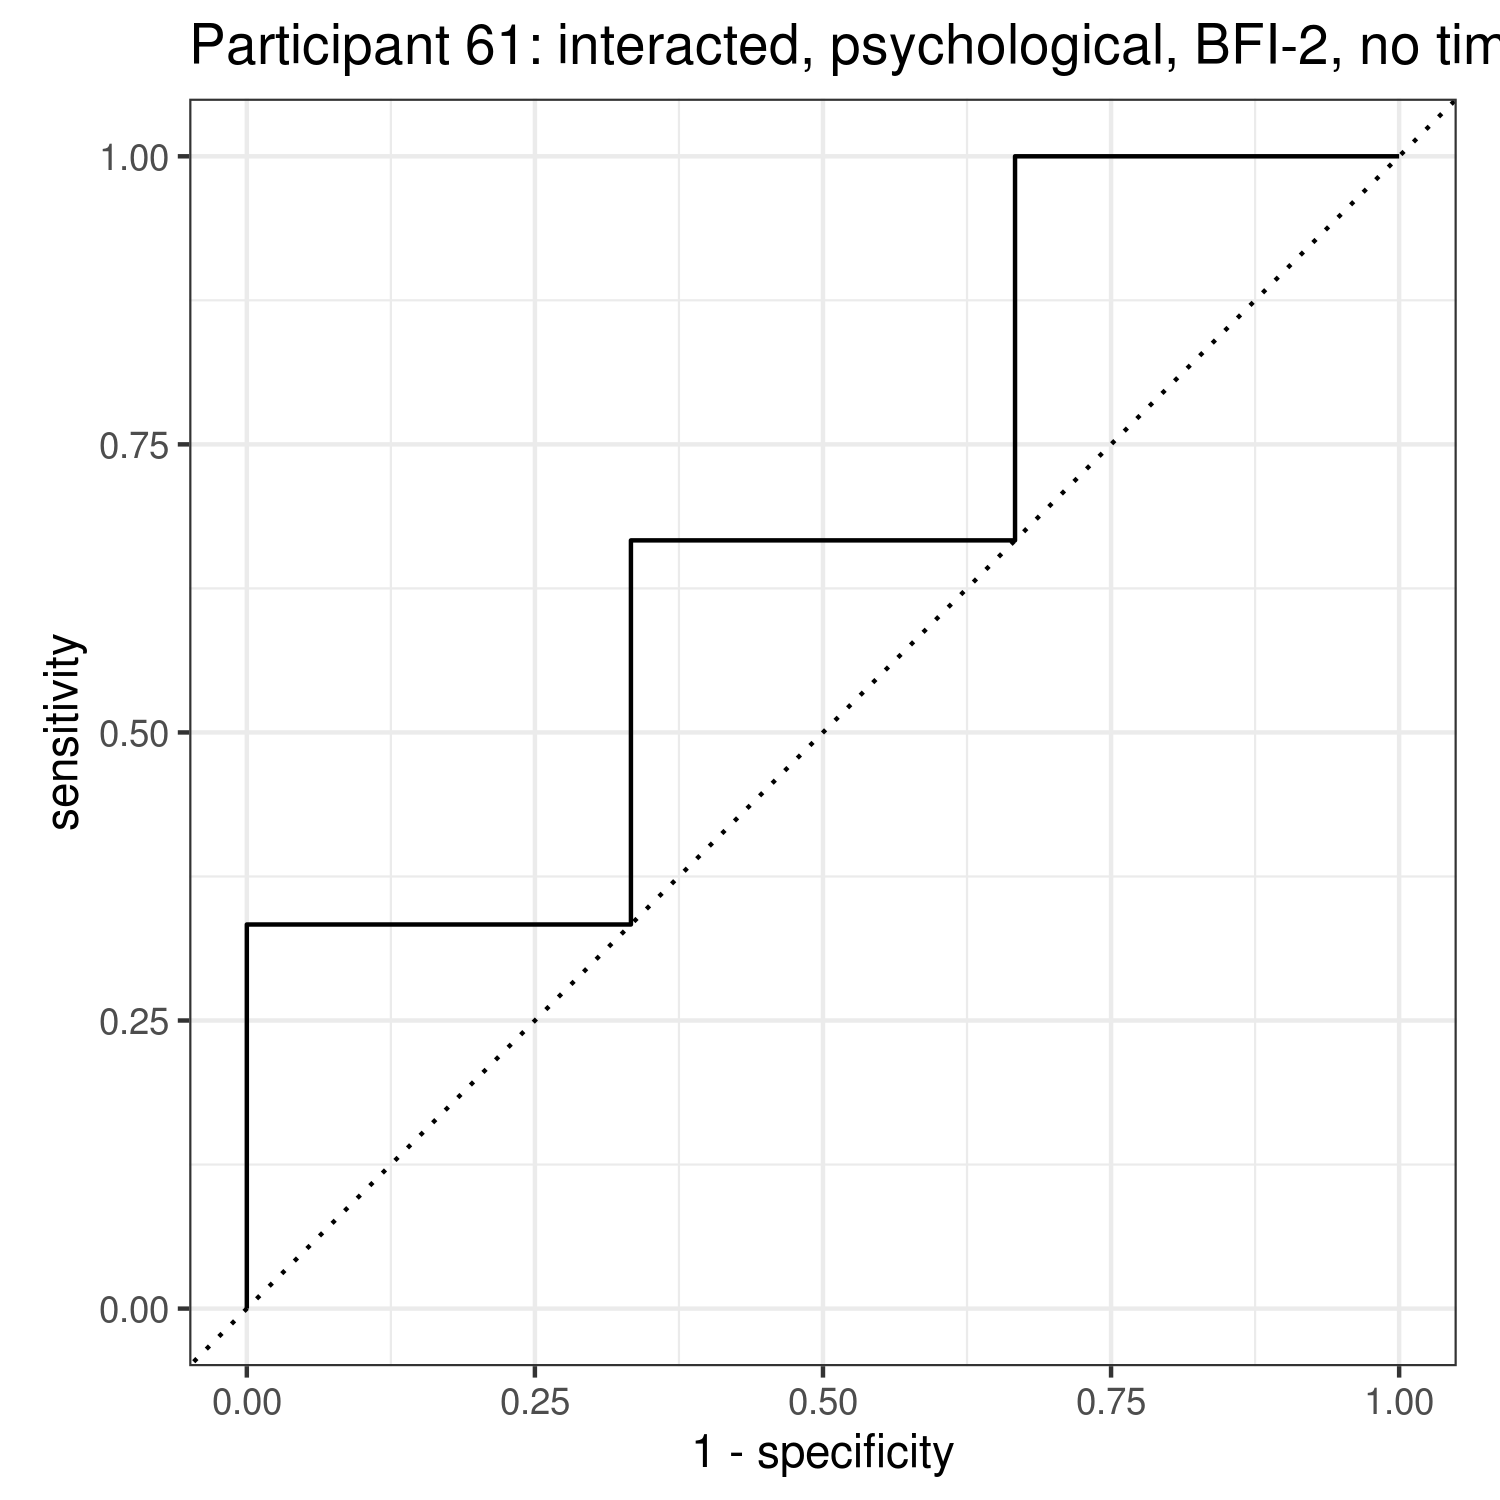 Participant 61: interacted, psychological, BFI-2, no tim
1.00
0.75
0.50
0.25
0.00
sensitivity
0.00 0.25 0.50 0.75 1.00
1 - specificity